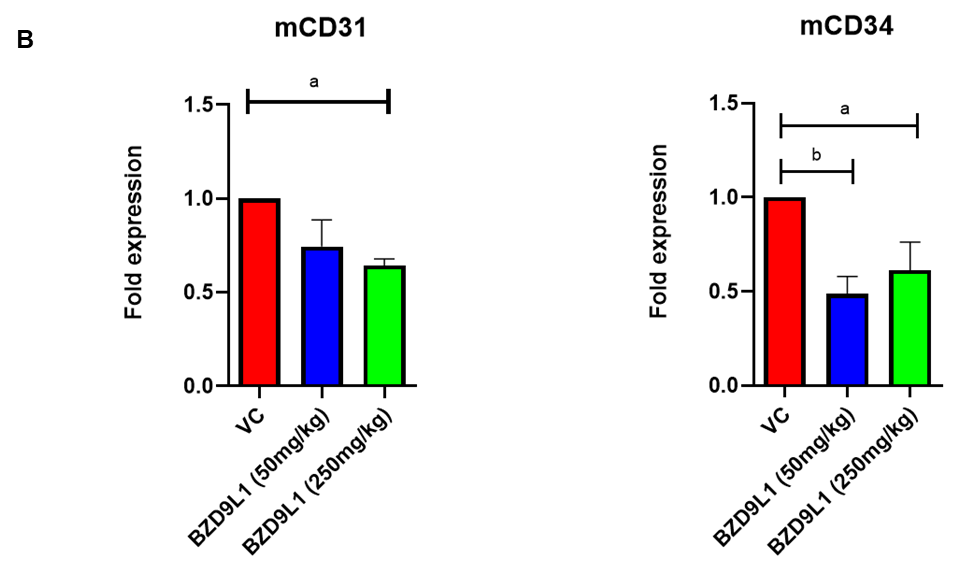 B
mCD31
a
1.5
1.0
0.5
0.0
Fold expression
VC
BZD9L1 (50mg/kg)
BZD9L1 (250mg/kg)
mCD34
a
b
1.5
1.0
0.5
0.0
Fold expression
VC
BZD9L1 (50mg/kg)
BZD9L1 (250mg/kg)